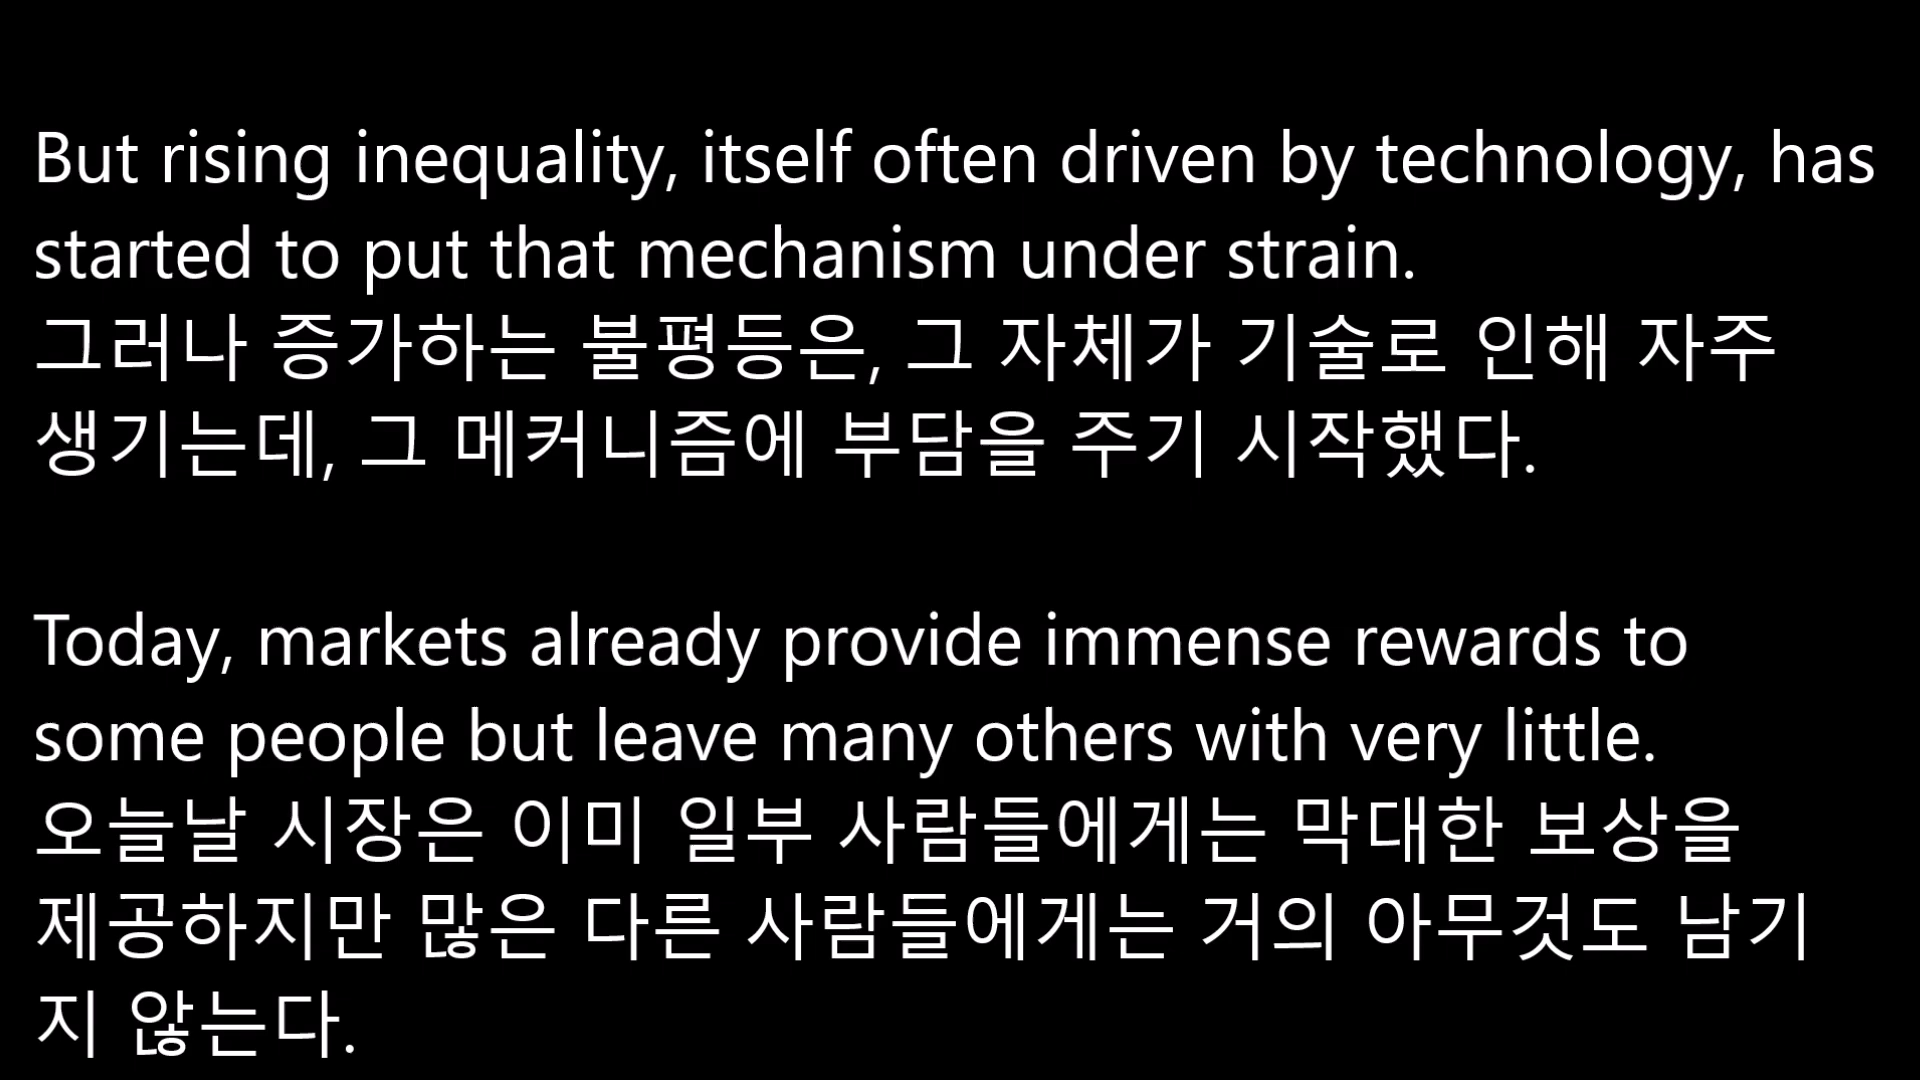 But rising inequality, itself often driven by technology, has
started to put that mechanism under strain.
그러나 증가하는 불평등은, 그 자체가 기술로 인해 자주
생기는데, 그 메커니즘에 부담을 주기 시작했다.
Today, markets already provide immense rewards to
some people but leave many others with very little.
오늘날 시장은 이미 일부 사람들에게는 막대한 보상을
제공하지만 많은 다른 사람들에게는 거의 아무것도 남기
지 않는다.